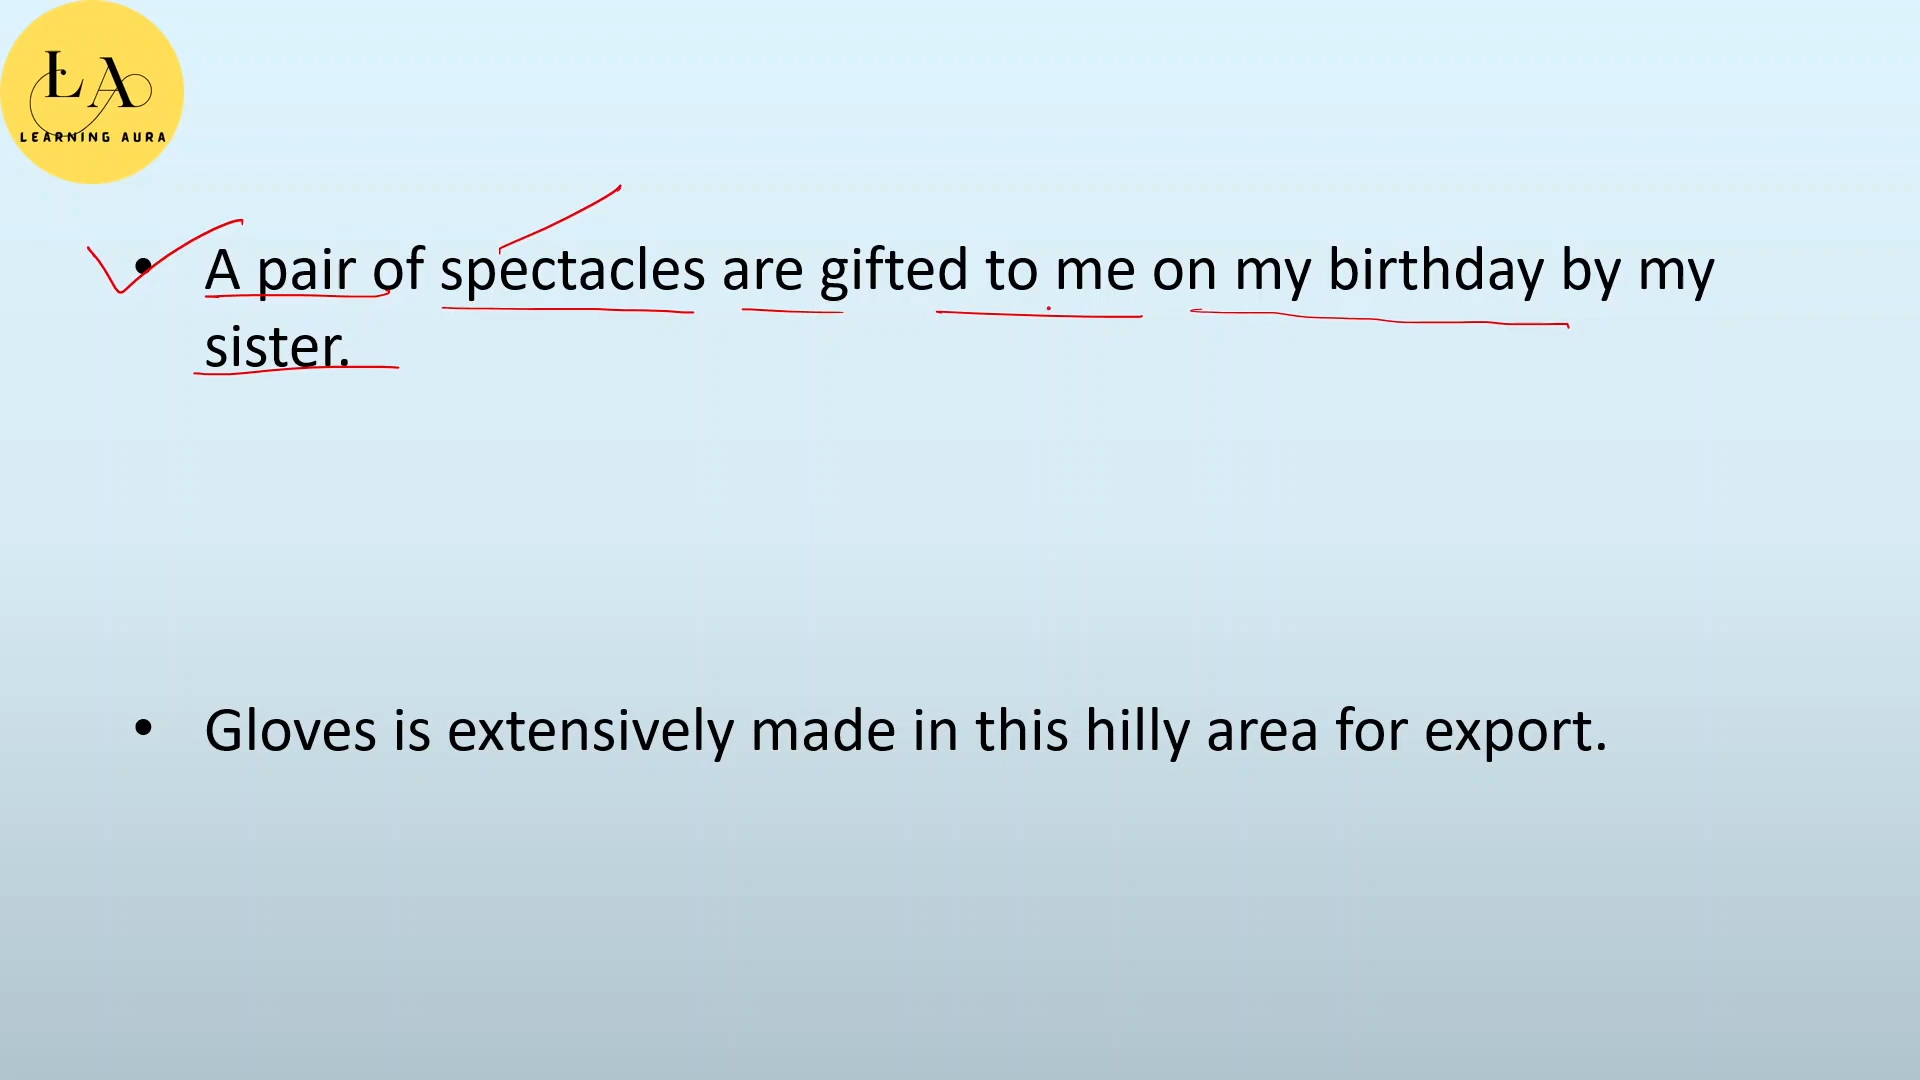 LA
LEARNING AURA
• A pair of spectacles are gifted to me on my birthday by my
sister.
• Gloves is extensively made in this hilly area for export.